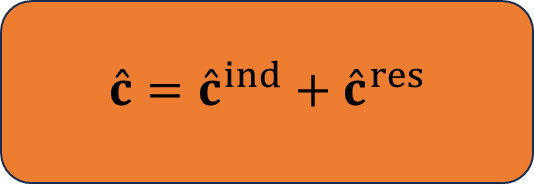 ĉ = ĉ^ind + ĉ^res